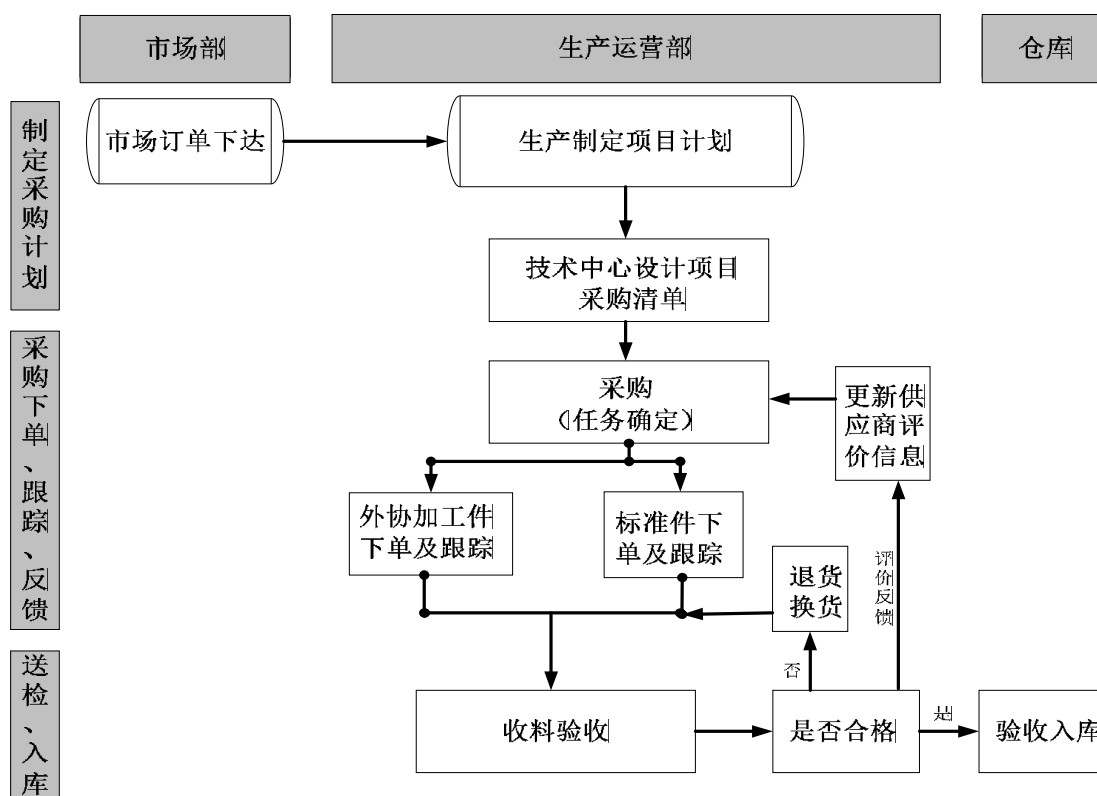 市场部
生产运营部
仓库
制定采购计划
市场订单下达
生产制定项目计划
技术中心设计项目
采购清单
采购下单、跟踪、反馈
采购
（任务确定）
更新供
应商评
价信息
外协加工件
下单及跟踪
标准件下
单及跟踪
退货
换货
评价反馈
送检、入库
否
收料验收
是否合格
是
验收入库